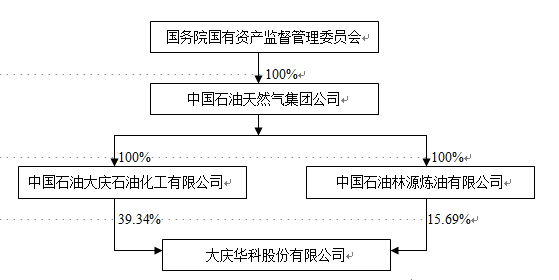 国务院国有资产监督管理委员会
100%
中国石油天然气集团公司
100%
100%
中国石油大庆石油化工有限公司
中国石油林源炼油有限公司
39.34%
15.69%
大庆华科股份有限公司